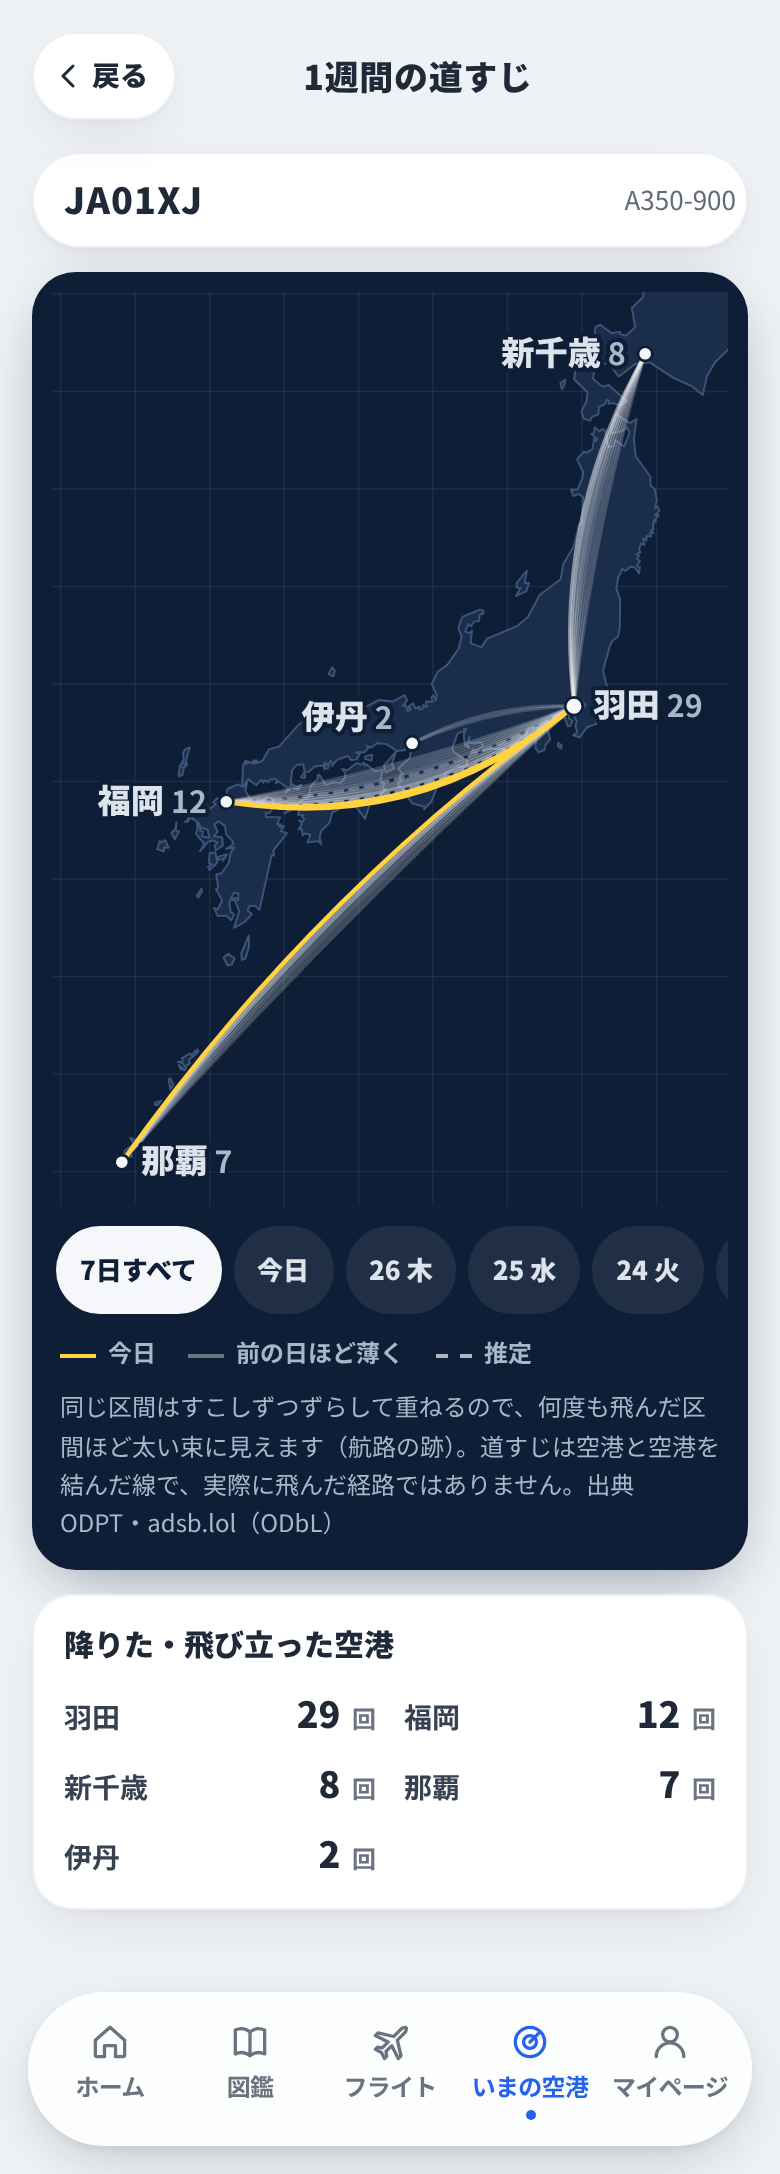 戻る
1週間の道すじ
JA01XJ
A350-900
新千歳 8
伊丹 2
羽田 29
福岡 12
那覇 7
7日すべて 今日 26 木 25 水 24 火
今日 前の日ほど薄く 推定
同じ区間はすこしずつずらして重ねるので、何度も飛んだ区
間ほど太い束に見えます（航路の跡）。道すじは空港と空港を
結んだ線で、実際に飛んだ経路ではありません。出典
ODPT・adsb.lol（ODbL）
降りた・飛び立った空港
羽田 29 回 福岡 12 回
新千歳 8 回 那覇 7 回
伊丹 2 回
ホーム 図鑑 フライト いまの空港 マイページ